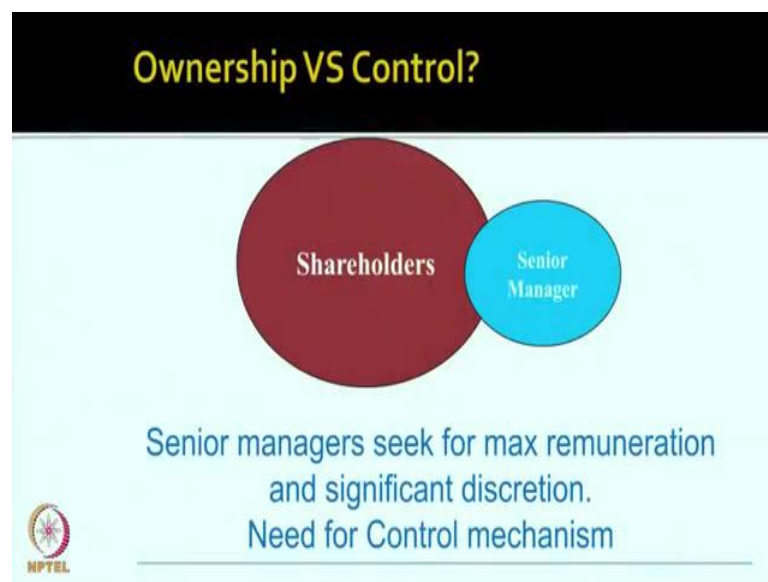 Ownership VS Control?
Shareholders
Senior
Manager
Senior managers seek for max remuneration
and significant discretion.
Need for Control mechanism
NPTEL